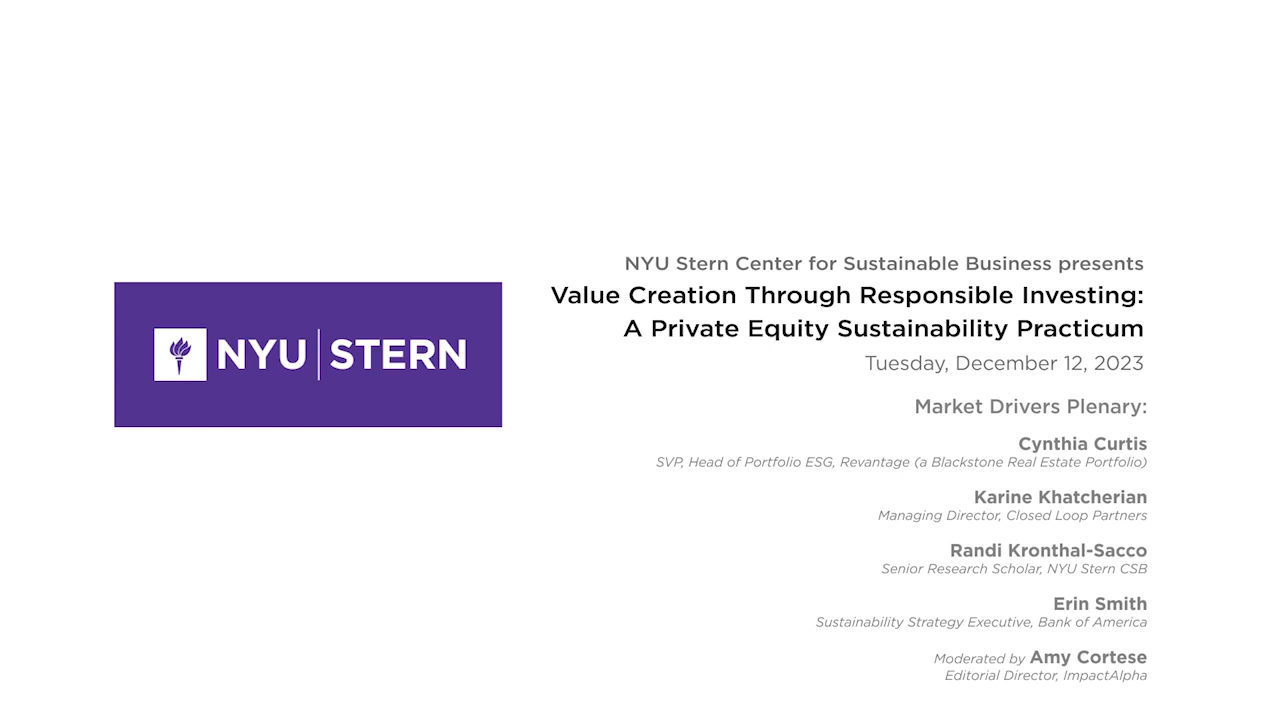 NYU STERN
NYU Stern Center for Sustainable Business presents
Value Creation Through Responsible Investing:
A Private Equity Sustainability Practicum
Tuesday, December 12, 2023
Market Drivers Plenary:
Cynthia Curtis
SVP, Head of Portfolio ESG, Revantage (a Blackstone Real Estate Portfolio)
Karine Khatcherian
Managing Director, Closed Loop Partners
Randi Kronthal-Sacco
Senior Research Scholar, NYU Stern CSB
Erin Smith
Sustainability Strategy Executive, Bank of America
Moderated by Amy Cortese
Editorial Director, ImpactAlpha